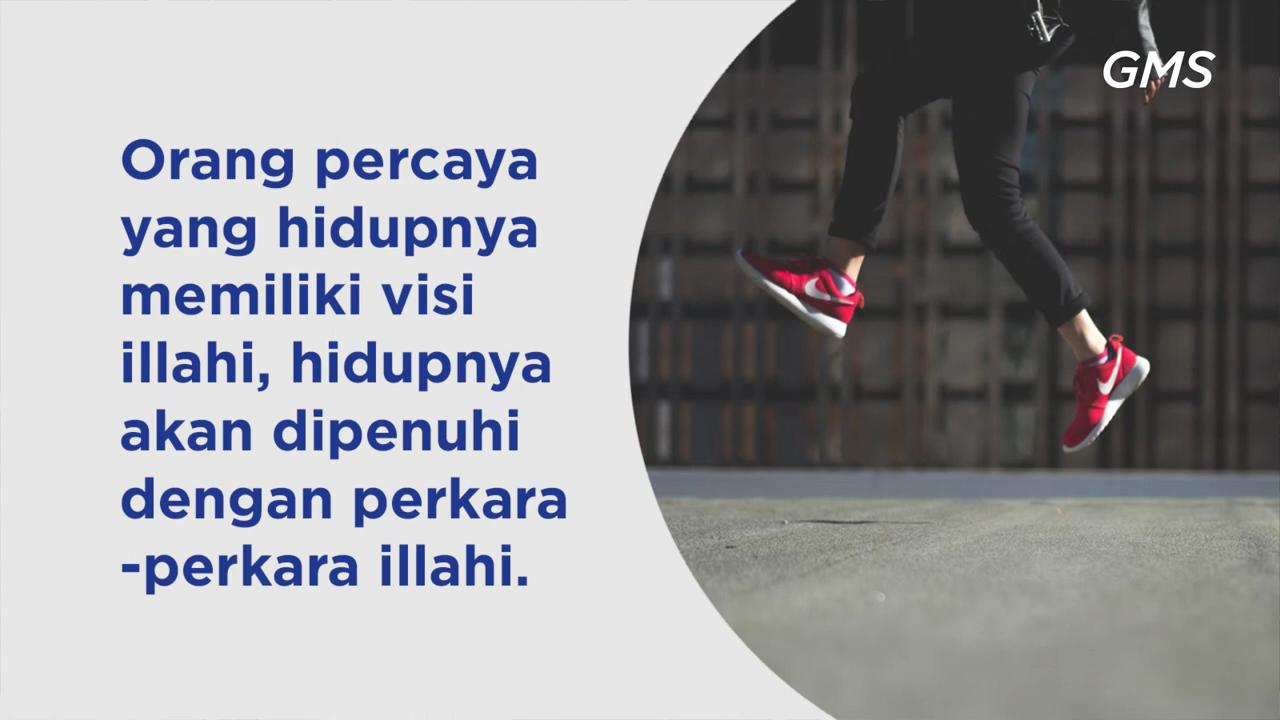 Orang percaya
yang hidupnya
memiliki visi
illahi, hidupnya
akan dipenuhi
dengan perkara
-perkara illahi.
GMS